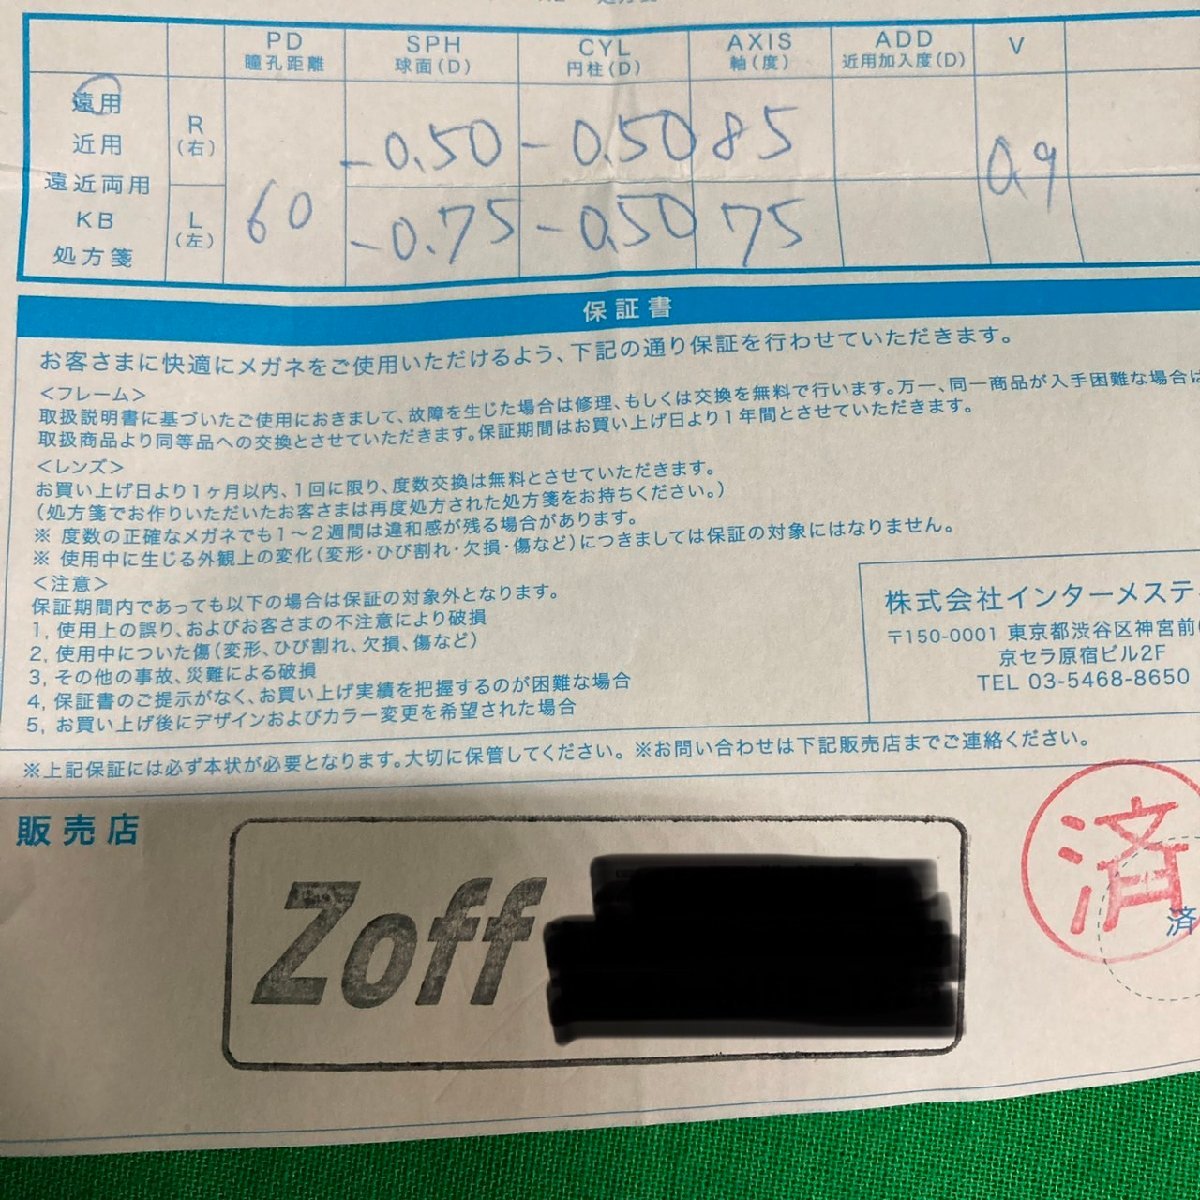 PD SPH CYL AXIS ADD V
瞳孔距離 球面(D) 円柱(D) 軸(度) 近用加入度(D)
遠用
近用
遠近両用
KB
処方箋
R
(右)
-0.50 -0.50 85
60
0.9
L
(左)
-0.75 -0.50 75
保証書
お客さまに快適にメガネをご使用いただけるよう、下記の通り保証を行わせていただきます。
<フレーム>
取扱説明書に基づいたご使用におきまして、故障を生じた場合は修理、もしくは交換を無料で行います。万一、同一商品が入手困難な場合は
取扱商品より同等品への交換とさせていただきます。保証期間はお買い上げ日より1年間とさせていただきます。
<レンズ>
お買い上げ日より1ヶ月以内、1回に限り、度数交換は無料とさせていただきます。
(処方箋でお作りいただいたお客さまは再度処方された処方箋をお持ちください。)
※ 度数の正確なメガネでも1～2週間は違和感が残る場合があります。
※ 使用中に生じる外観上の変化(変形・ひび割れ・欠損・傷など)につきましては保証の対象にはなりません。
<注意>
保証期間内であっても以下の場合は保証の対象外となります。
1, 使用上の誤り、およびお客さまの不注意により破損
2, 使用中についた傷(変形、ひび割れ、欠損、傷など)
3, その他の事故、災難による破損
4, 保証書のご提示がなく、お買い上げ実績を把握するのが困難な場合
5, お買い上げ後にデザインおよびカラー変更を希望された場合
株式会社インターメステ
〒150-0001 東京都渋谷区神宮前
京セラ原宿ビル2F
TEL 03-5468-8650
※上記保証には必ず本状が必要となります。大切に保管してください。 ※お問い合わせは下記販売店までご連絡ください。
販売店
Zoff
済
済